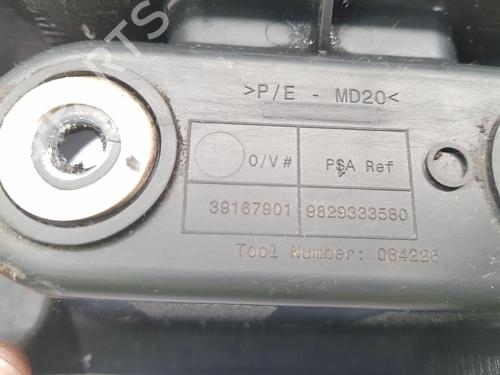 >P/E - MD20<
O/V# PSA Ref
39167901 9829333580
Tool Number: 084226